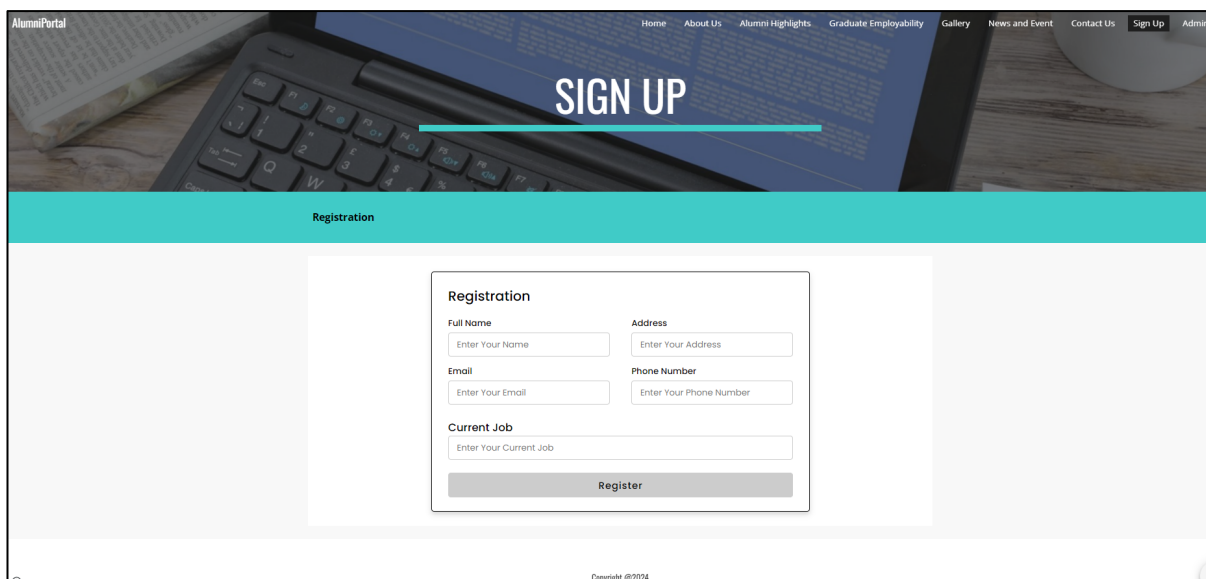 AlumniPortal Home About Us Alumni Highlights Graduate Employability Gallery News and Event Contact Us Sign Up Admin
SIGN UP
Registration
Registration
Full Name Address
Enter Your Name Enter Your Address
Email Phone Number
Enter Your Email Enter Your Phone Number
Current Job
Enter Your Current Job
Register
Copyright @2024